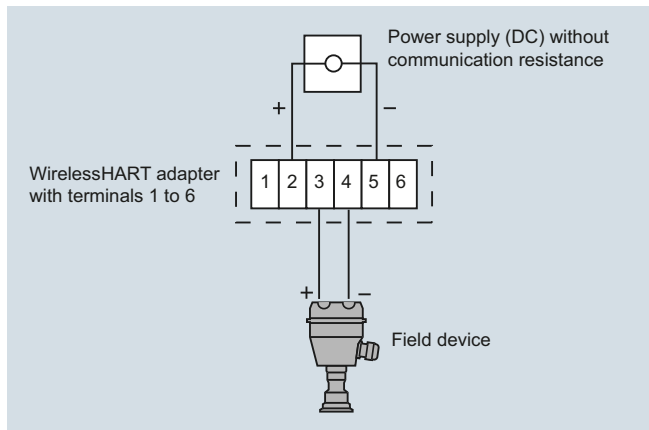 Power supply (DC) without
communication resistance
+ –
WirelessHART adapter
with terminals 1 to 6
1 2 3 4 5 6
+ –
Field device